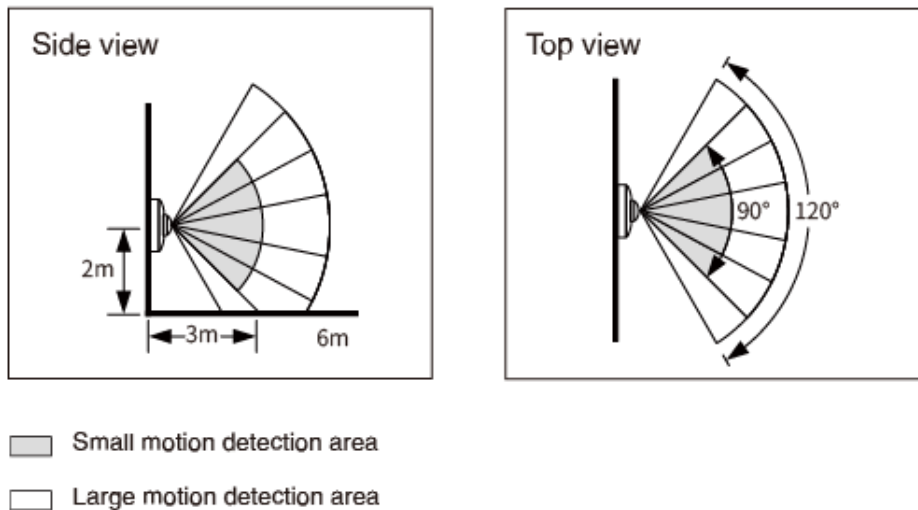 Side view
2m
3m
6m
Top view
90°
120°
Small motion detection area
Large motion detection area